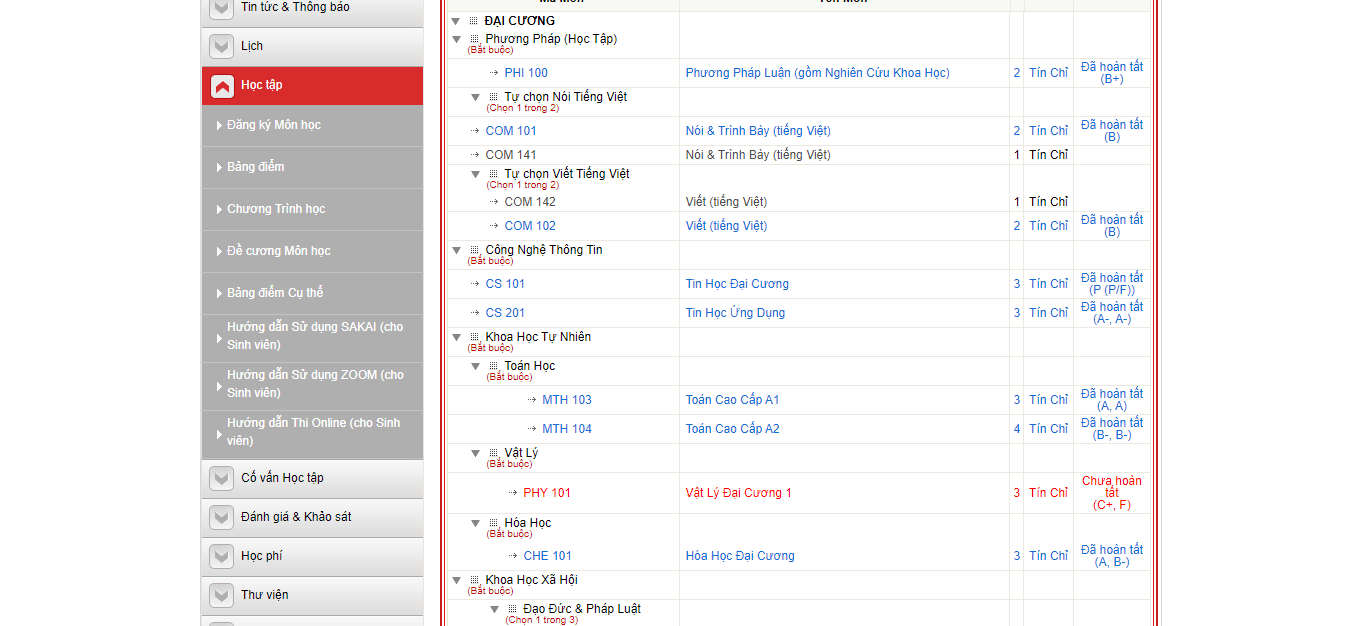 Tin tức & Thông báo
Lịch
Học tập
Đăng ký Môn học
Bảng điểm
Chương Trình học
Đề cương Môn học
Bảng điểm Cụ thể
Hướng dẫn Sử dụng SAKAI (cho
Sinh viên)
Hướng dẫn Sử dụng ZOOM (cho
Sinh viên)
Hướng dẫn Thi Online (cho Sinh
viên)
Cố vấn Học tập
Đánh giá & Khảo sát
Học phí
Thư viện
ĐẠI CƯƠNG
Phương Pháp (Học Tập)
(Bắt buộc)
PHI 100 Phương Pháp Luận (gồm Nghiên Cứu Khoa Học) 2 Tín Chỉ Đã hoàn tất
(B+)
Tự chọn Nói Tiếng Việt
(Chọn 1 trong 2)
COM 101 Nói & Trình Bày (tiếng Việt) 2 Tín Chỉ Đã hoàn tất
(B)
COM 141 Nói & Trình Bày (tiếng Việt) 1 Tín Chỉ
Tự chọn Viết Tiếng Việt
(Chọn 1 trong 2)
COM 142 Viết (tiếng Việt) 1 Tín Chỉ
COM 102 Viết (tiếng Việt) 2 Tín Chỉ Đã hoàn tất
(B)
Công Nghệ Thông Tin
(Bắt buộc)
CS 101 Tin Học Đại Cương 3 Tín Chỉ Đã hoàn tất
(P (P/F))
CS 201 Tin Học Ứng Dụng 3 Tín Chỉ Đã hoàn tất
(A-, A-)
Khoa Học Tự Nhiên
(Bắt buộc)
Toán Học
(Bắt buộc)
MTH 103 Toán Cao Cấp A1 3 Tín Chỉ Đã hoàn tất
(A, A)
MTH 104 Toán Cao Cấp A2 4 Tín Chỉ Đã hoàn tất
(B-, B-)
Vật Lý
(Bắt buộc)
PHY 101 Vật Lý Đại Cương 1 3 Tín Chỉ Chưa hoàn
tất
(C+, F)
Hóa Học
(Bắt buộc)
CHE 101 Hóa Học Đại Cương 3 Tín Chỉ Đã hoàn tất
(A, B-)
Khoa Học Xã Hội
(Bắt buộc)
Đạo Đức & Pháp Luật
(Chọn 1 trong 3)